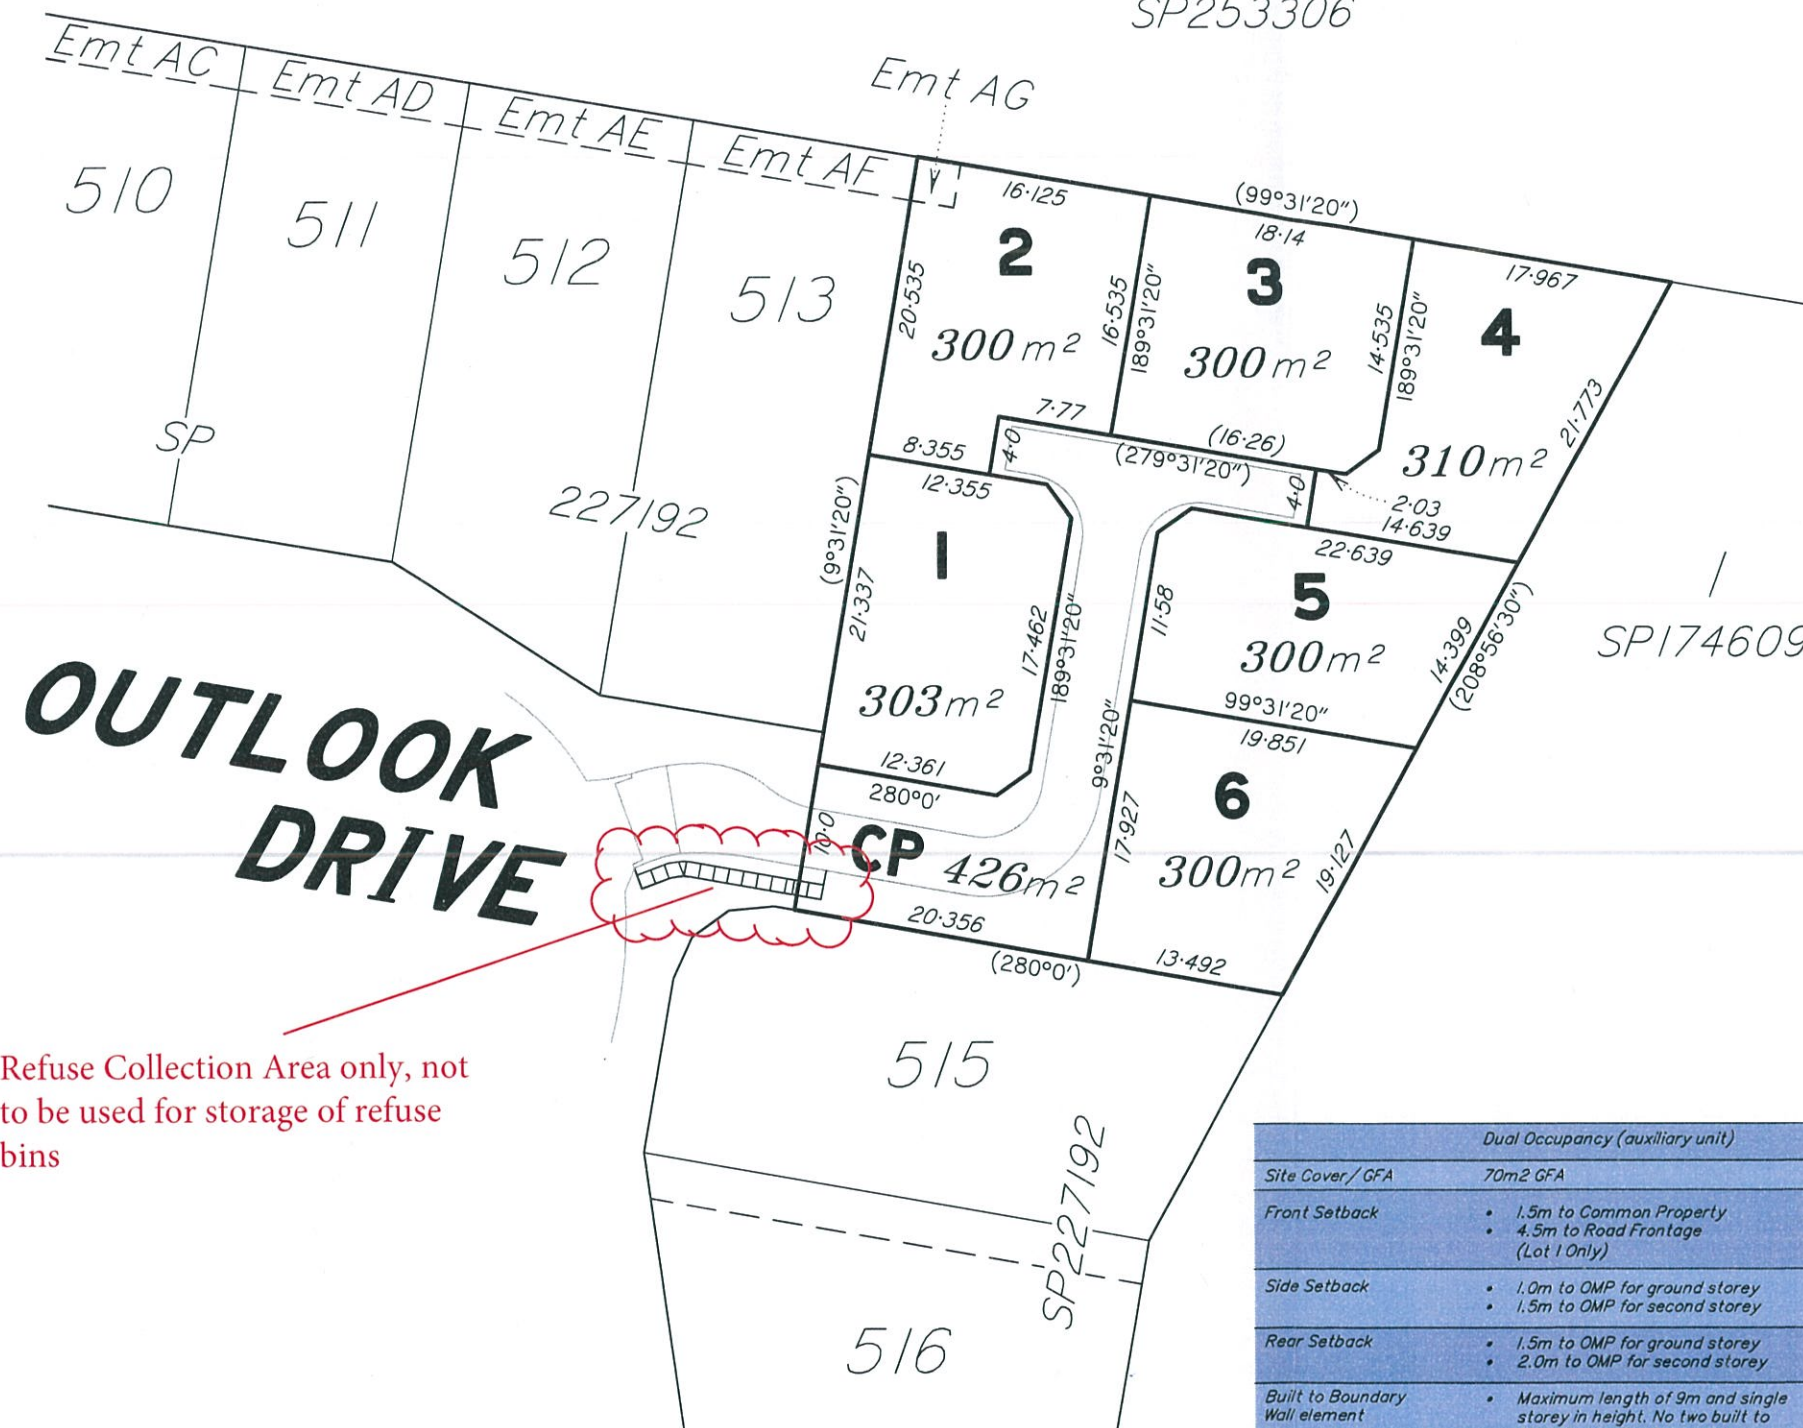 SP253306
Emt AC
Emt AD
Emt AE
Emt AF
Emt AG
510
511
512
513
SP
227192
16·125
(99°31'20")
18·14
17·967
2
300 m²
20·535
16·535
189°31'20"
3
300 m²
14·535
189°31'20"
4
310 m²
21·773
7·77
(16·26)
(279°31'20")
8·355
4·0
4·0
2·03
14·639
12·355
22·639
(9°31'20")
21·337
1
303 m²
17·462
189°31'20"
11·58
5
300 m²
14·399
(208°56'30")
1
SP174609
99°31'20"
19·851
9°31'20"
12·361
280°0'
10·0
CP 426m²
17·927
6
300m²
19·127
20·356
(280°0')
13·492
OUTLOOK
DRIVE
Refuse Collection Area only, not
to be used for storage of refuse
bins
515
SP227192
516
Dual Occupancy (auxiliary unit)
Site Cover/ GFA 70m2 GFA
Front Setback • 1.5m to Common Property
• 4.5m to Road Frontage
(Lot 1 Only)
Side Setback • 1.0m to OMP for ground storey
• 1.5m to OMP for second storey
Rear Setback • 1.5m to OMP for ground storey
• 2.0m to OMP for second storey
Built to Boundary • Maximum length of 9m and single
Wall element storey in height. No two built to